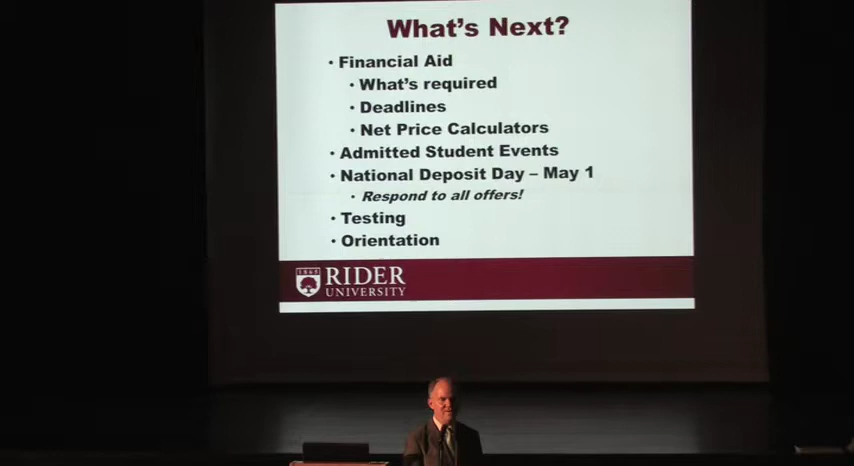 What's Next?
• Financial Aid
• What's required
• Deadlines
• Net Price Calculators
• Admitted Student Events
• National Deposit Day – May 1
• Respond to all offers!
• Testing
• Orientation
1865
RIDER
UNIVERSITY